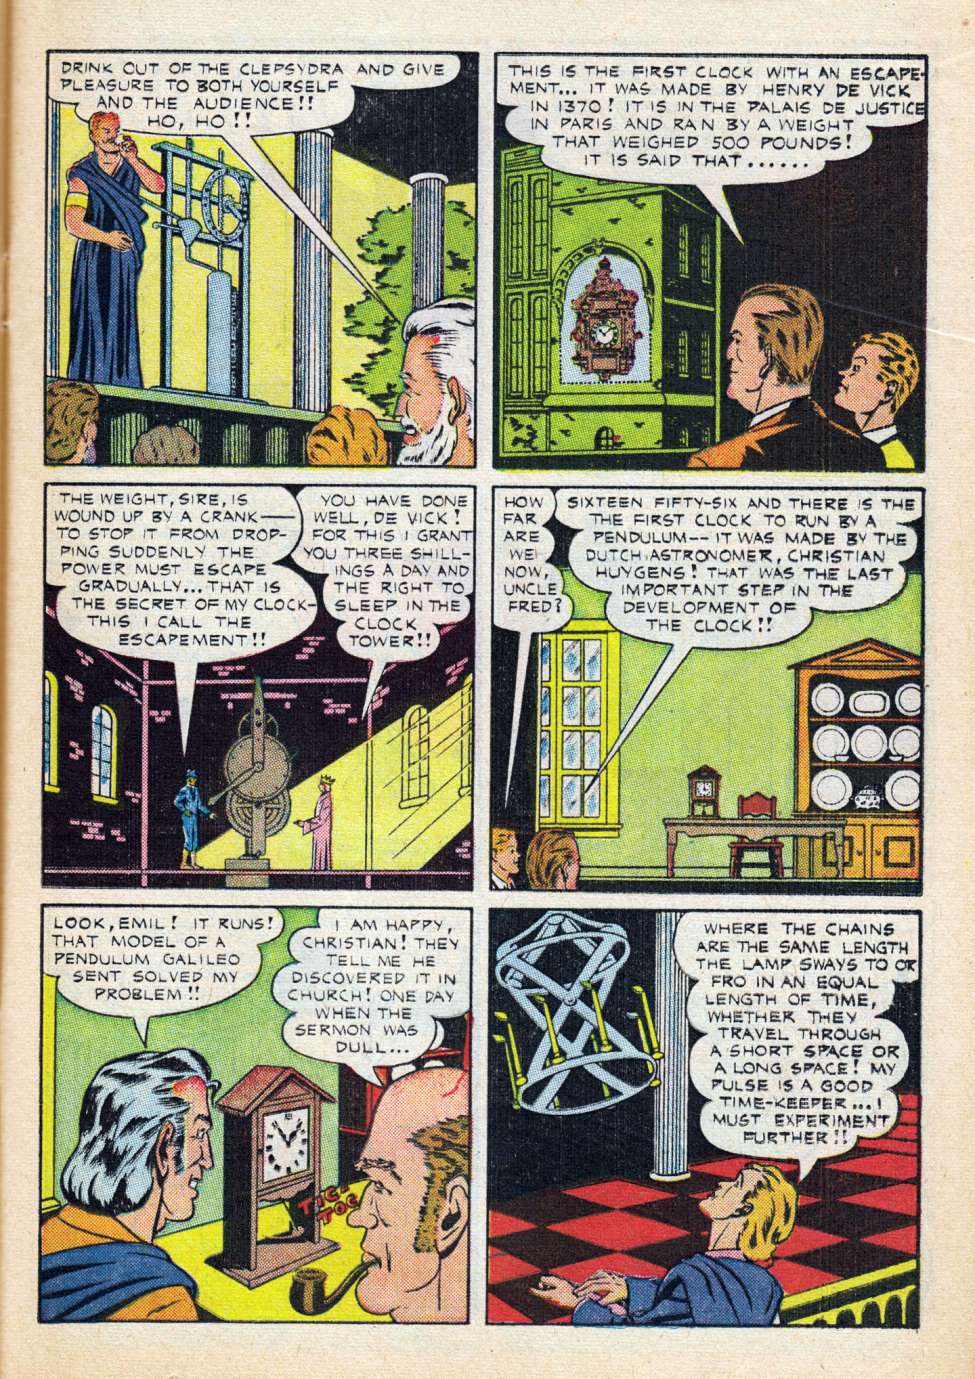 DRINK OUT OF THE CLEPSYDRA AND GIVE
PLEASURE TO BOTH YOURSELF
AND THE AUDIENCE!!
HO, HO!!
THIS IS THE FIRST CLOCK WITH AN ESCAPE-
MENT... IT WAS MADE BY HENRY DE VICK
IN 1370! IT IS IN THE PALAIS DE JUSTICE
IN PARIS AND RAN BY A WEIGHT
THAT WEIGHED 500 POUNDS!
IT IS SAID THAT ......
THE WEIGHT, SIRE, IS
WOUND UP BY A CRANK—
TO STOP IT FROM DROP-
PING SUDDENLY THE
POWER MUST ESCAPE
GRADUALLY... THAT IS
THE SECRET OF MY CLOCK-
THIS I CALL THE
ESCAPEMENT!!
YOU HAVE DONE
WELL, DE VICK!
FOR THIS I GRANT
YOU THREE SHILL-
INGS A DAY AND
THE RIGHT TO
SLEEP IN THE
CLOCK
TOWER!!
HOW
FAR
ARE
WE
NOW,
UNCLE
FRED?
SIXTEEN FIFTY-SIX AND THERE IS THE
THE FIRST CLOCK TO RUN BY A
PENDULUM-- IT WAS MADE BY THE
DUTCH ASTRONOMER, CHRISTIAN
HUYGENS! THAT WAS THE LAST
IMPORTANT STEP IN THE
DEVELOPMENT OF
THE CLOCK!!
LOOK, EMIL! IT RUNS!
THAT MODEL OF A
PENDULUM GALILEO
SENT SOLVED MY
PROBLEM!!
I AM HAPPY,
CHRISTIAN! THEY
TELL ME HE
DISCOVERED IT IN
CHURCH! ONE DAY
WHEN THE
SERMON WAS
DULL...
TIC-
TOC
WHERE THE CHAINS
ARE THE SAME LENGTH
THE LAMP SWAYS TO OR
FRO IN AN EQUAL
LENGTH OF TIME,
WHETHER THEY
TRAVEL THROUGH
A SHORT SPACE OR
A LONG SPACE! MY
PULSE IS A GOOD
TIME-KEEPER... I
MUST EXPERIMENT
FURTHER!!